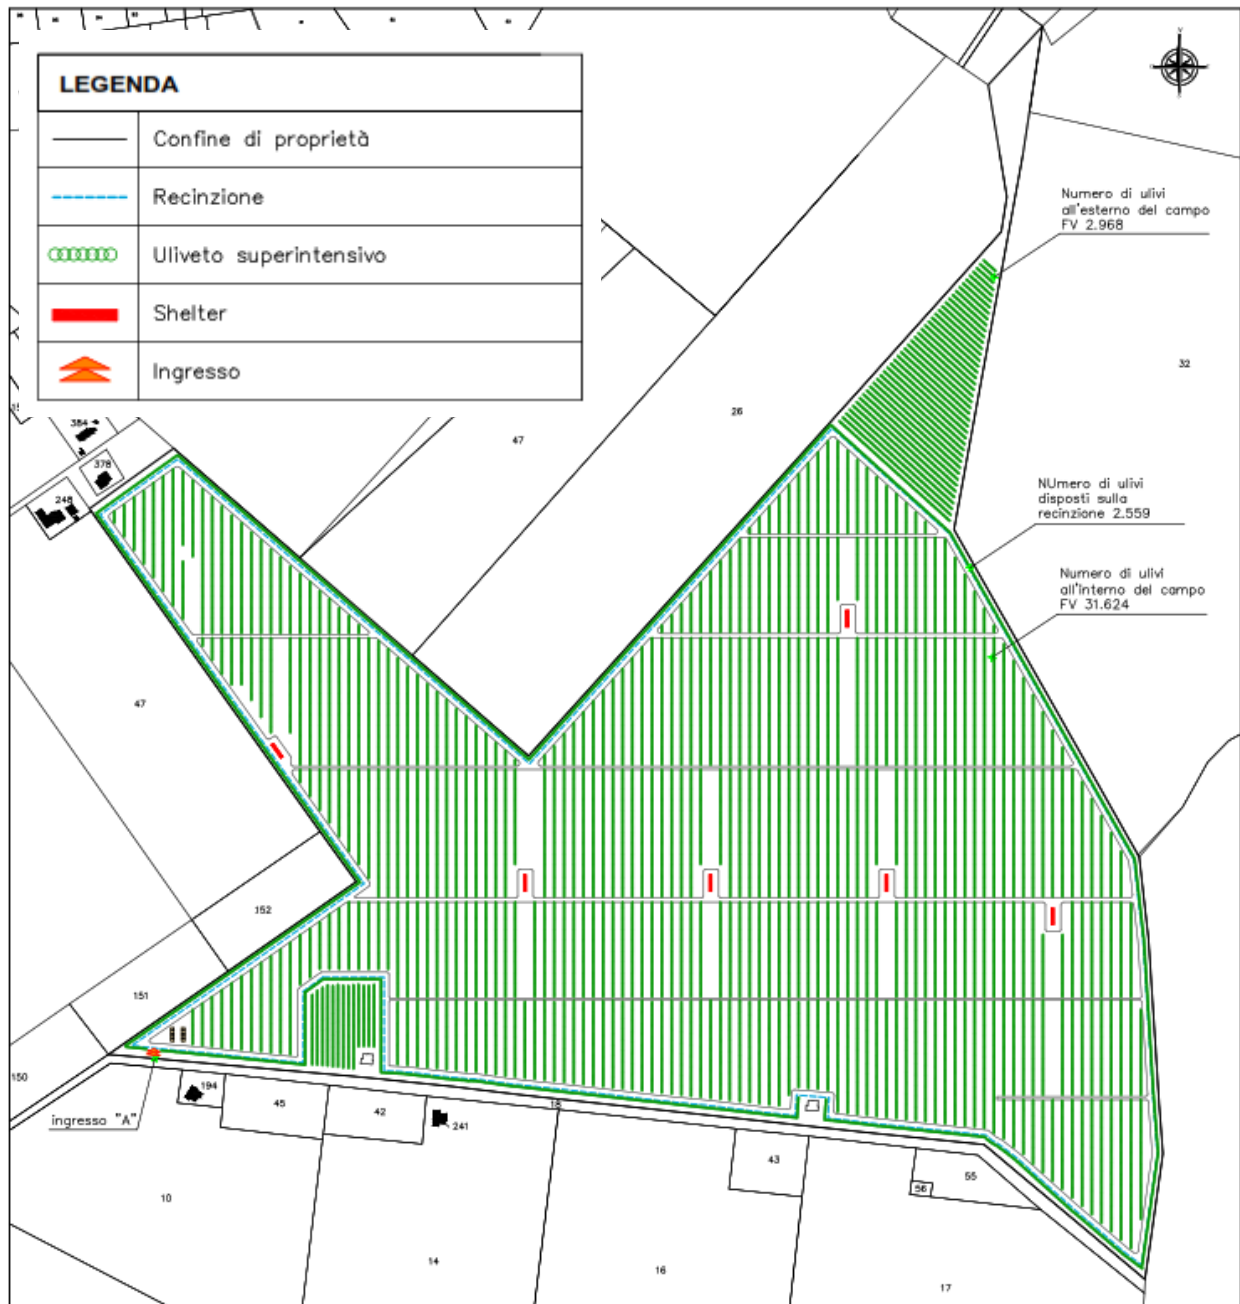 LEGENDA
Confine di proprietà
Recinzione
Uliveto superintensivo
Shelter
Ingresso
Numero di ulivi
all'esterno del campo
FV 2.968
32
26
47
384
378
248
NUmero di ulivi
disposti sulla
recinzione 2.559
Numero di ulivi
all'interno del campo
FV 31.624
47
152
151
150
ingresso "A"
194
45
42
241
18
43
55
56
10
14
16
17